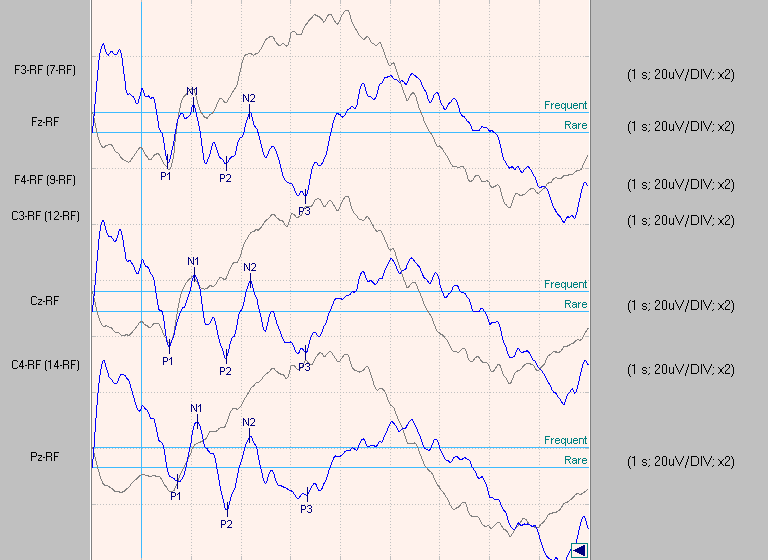 F3-RF (7-RF)
(1 s; 20uV/DIV; x2)
N1
N2
Frequent
Fz-RF
Rare
(1 s; 20uV/DIV; x2)
P1
P2
F4-RF (9-RF)
(1 s; 20uV/DIV; x2)
P3
C3-RF (12-RF)
(1 s; 20uV/DIV; x2)
N1
N2
Frequent
Cz-RF
Rare
(1 s; 20uV/DIV; x2)
P1
P2
P3
C4-RF (14-RF)
(1 s; 20uV/DIV; x2)
N1
N2
Frequent
Pz-RF
Rare
(1 s; 20uV/DIV; x2)
P1
P2
P3